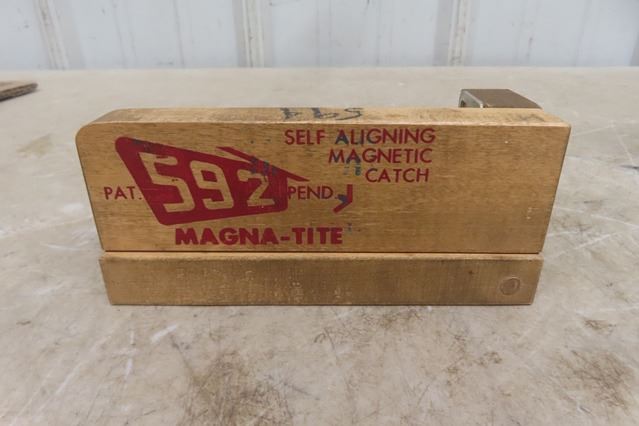 SELF ALIGNING
MAGNETIC
CATCH
PAT. 592 PEND.
MAGNA-TITE